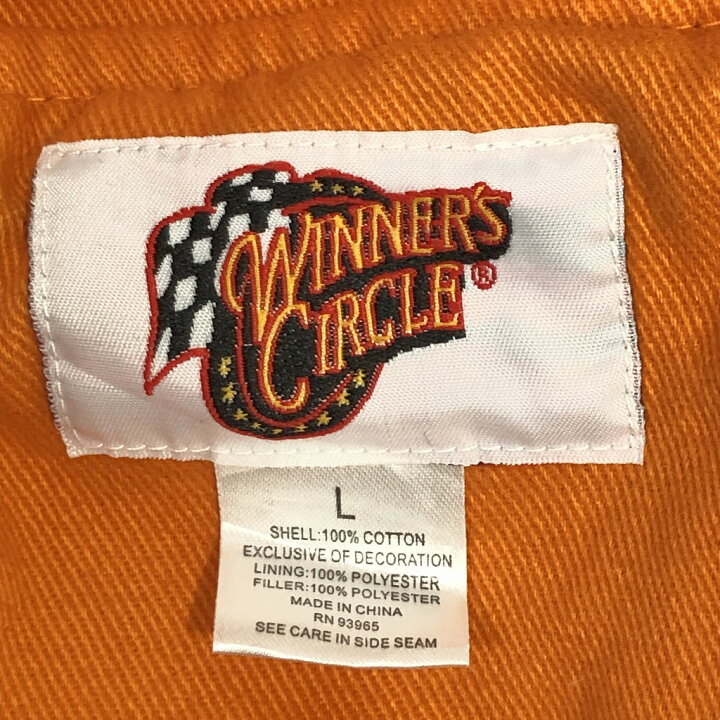 WINNER'S
CIRCLE®
L
SHELL:100% COTTON
EXCLUSIVE OF DECORATION
LINING:100% POLYESTER
FILLER:100% POLYESTER
MADE IN CHINA
RN 93965
SEE CARE IN SIDE SEAM